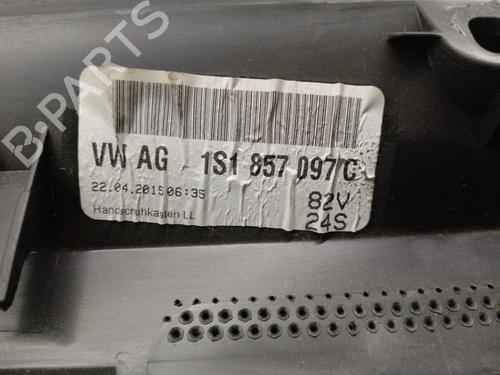 B-PARTS
VW AG 1S1 857 097 C
22.04.2015 06:35
82V
Handschuhkasten LL
24S